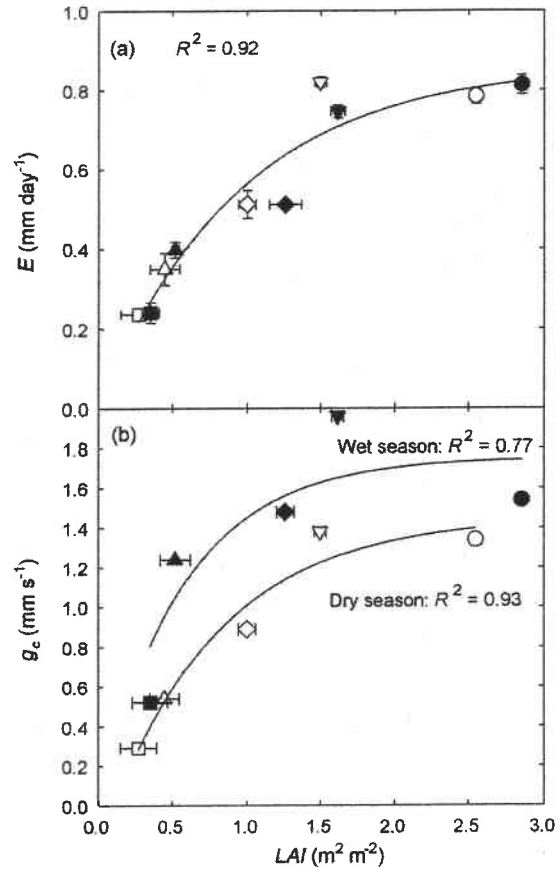 (a) R² = 0.92
1.0
0.8
0.6
0.4
0.2
0.0
E (mm day⁻¹)
(b)
Wet season: R² = 0.77
Dry season: R² = 0.93
1.8
1.6
1.4
1.2
1.0
0.8
0.6
0.4
0.2
0.0
g_c (mm s⁻¹)
0.0 0.5 1.0 1.5 2.0 2.5 3.0
LAI (m² m⁻²)